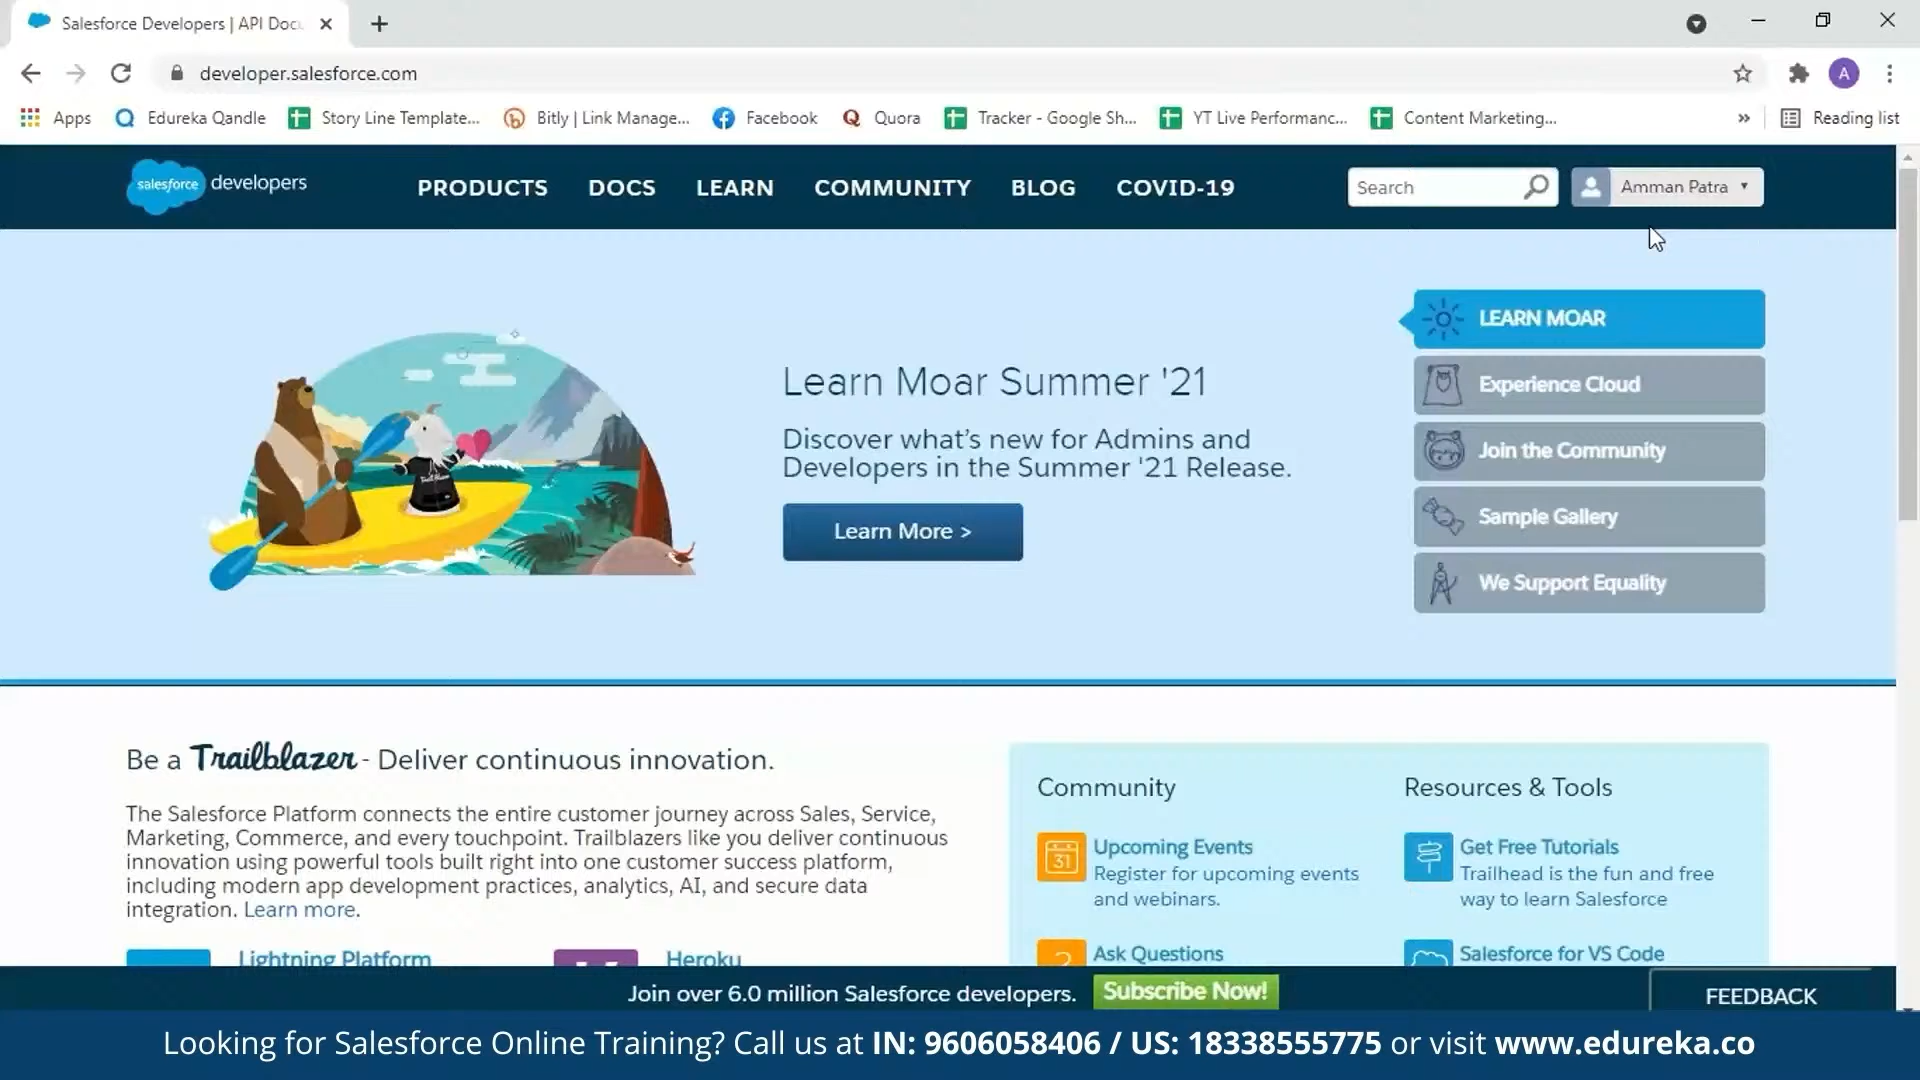 Salesforce Developers | API Docu
developer.salesforce.com
A
Apps
Edureka Qandle
Story Line Template...
Bitly | Link Manage...
Facebook
Quora
Tracker - Google Sh...
YT Live Performanc...
Content Marketing...
»
Reading list
salesforce developers
PRODUCTS
DOCS
LEARN
COMMUNITY
BLOG
COVID-19
Search
Amman Patra
LEARN MOAR
Experience Cloud
Join the Community
Sample Gallery
We Support Equality
Learn Moar Summer '21
Discover what's new for Admins and
Developers in the Summer '21 Release.
Learn More >
Be a Trailblazer - Deliver continuous innovation.
The Salesforce Platform connects the entire customer journey across Sales, Service,
Marketing, Commerce, and every touchpoint. Trailblazers like you deliver continuous
innovation using powerful tools built right into one customer success platform,
including modern app development practices, analytics, AI, and secure data
integration. Learn more.
Lightning Platform
Heroku
Community
31
Upcoming Events
Register for upcoming events
and webinars.
?
Ask Questions
Resources & Tools
Get Free Tutorials
Trailhead is the fun and free
way to learn Salesforce
Salesforce for VS Code
Join over 6.0 million Salesforce developers.
Subscribe Now!
FEEDBACK
Looking for Salesforce Online Training? Call us at IN: 9606058406 / US: 18338555775 or visit www.edureka.co